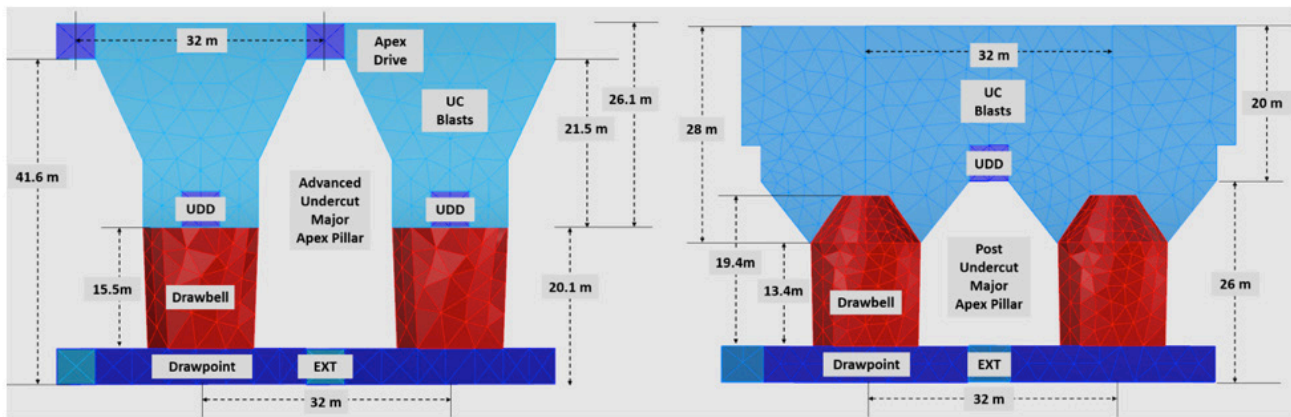 32 m
Apex
Drive
UC
Blasts
26.1 m
21.5 m
41.6 m
Advanced
Undercut
Major
Apex Pillar
UDD
UDD
15.5m
Drawbell
20.1 m
Drawpoint
EXT
32 m
32 m
UC
Blasts
28 m
20 m
UDD
19.4m
13.4m
Post
Undercut
Major
Apex Pillar
Drawbell
26 m
Drawpoint
EXT
32 m